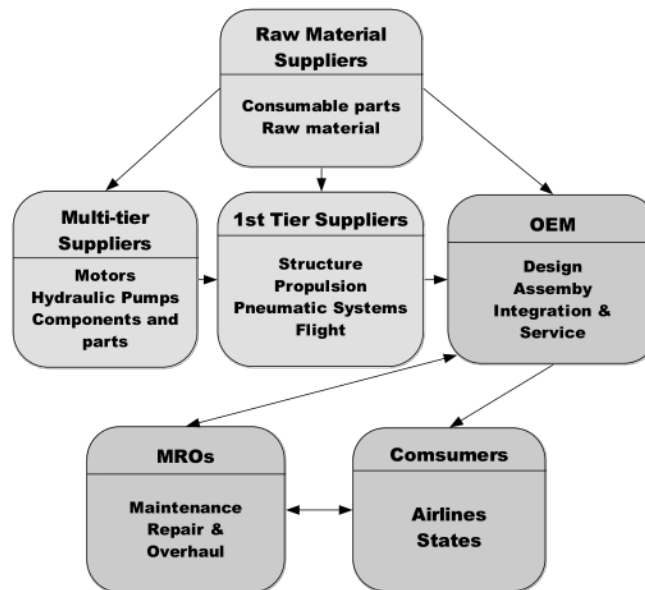 Raw Material
Suppliers
Consumable parts
Raw material
Multi-tier
Suppliers
Motors
Hydraulic Pumps
Components and
parts
1st Tier Suppliers
Structure
Propulsion
Pneumatic Systems
Flight
OEM
Design
Assemby
Integration &
Service
MROs
Maintenance
Repair &
Overhaul
Comsumers
Airlines
States